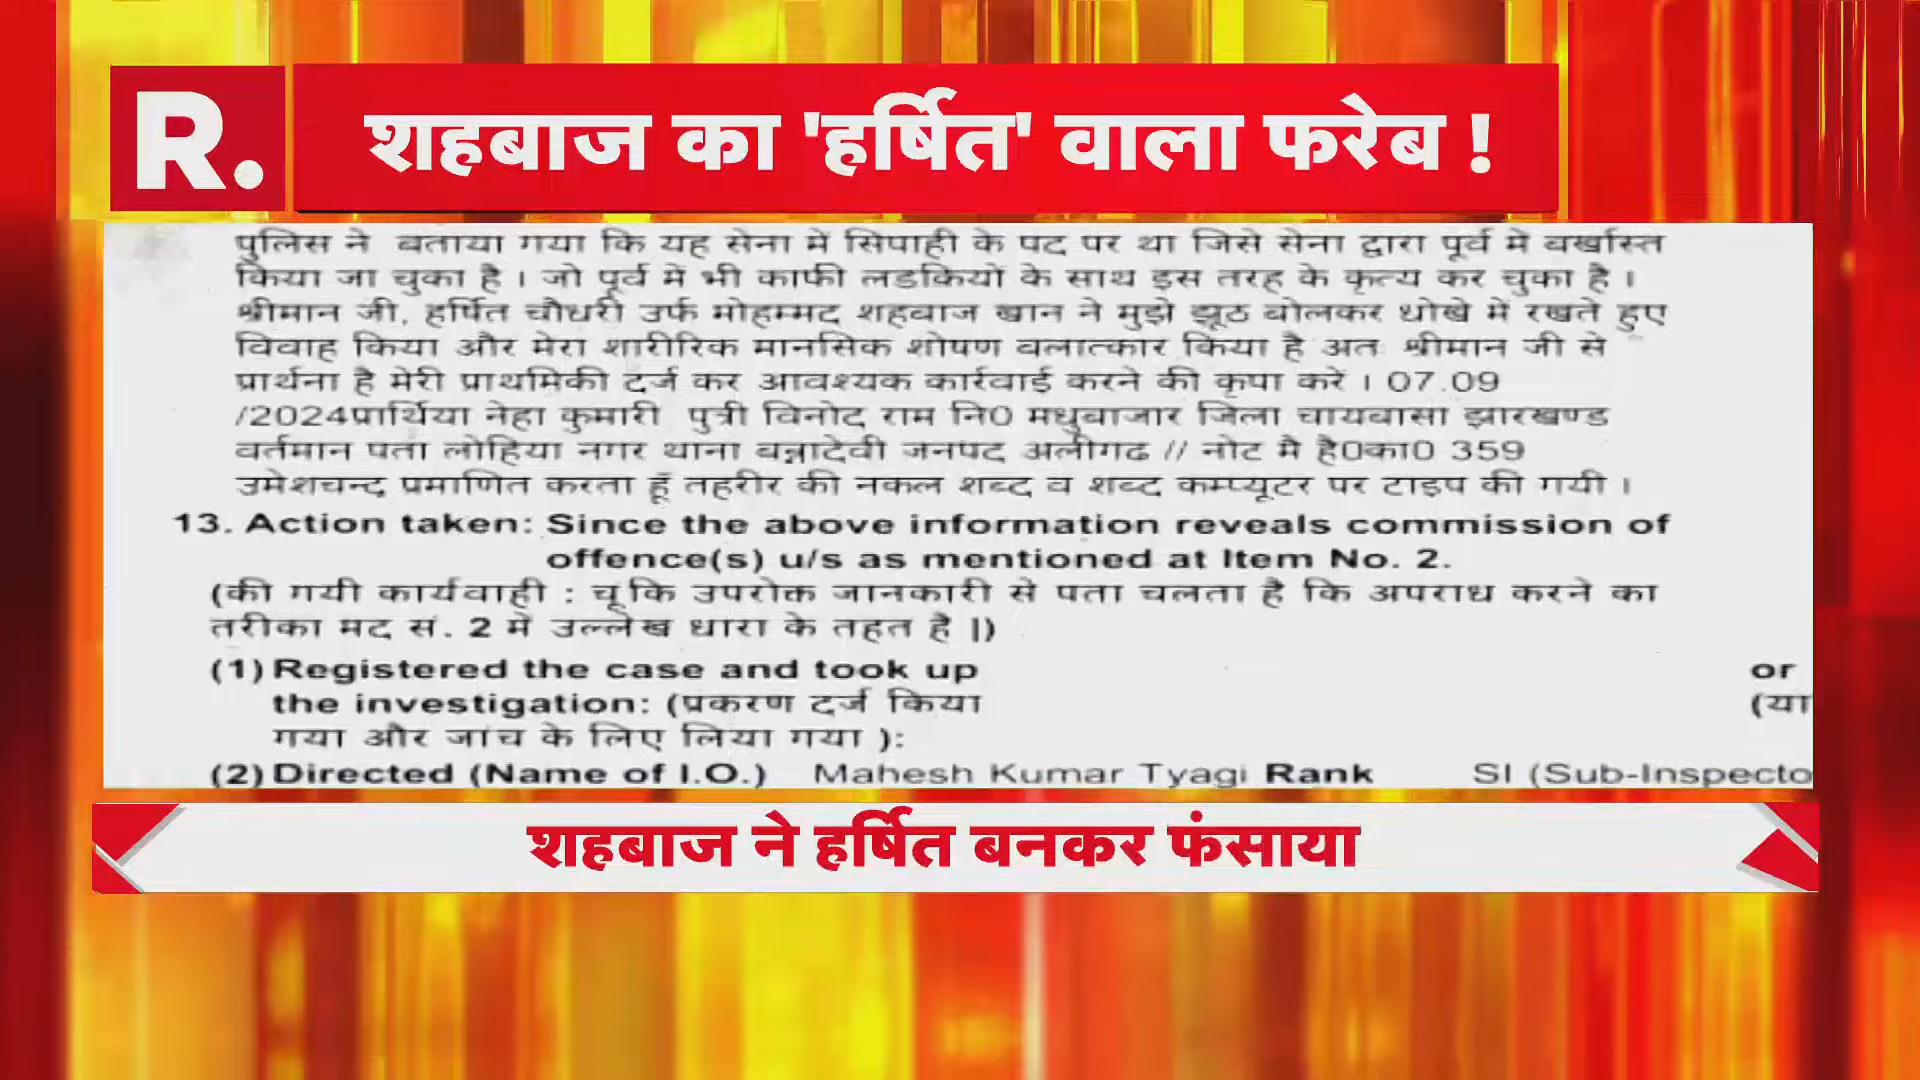 R.
शहबाज का 'हर्षित' वाला फरेब !
पुलिस ने बताया गया कि यह सेना में सिपाही के पद पर था जिसे सेना द्वारा पूर्व मे बर्खास्त
किया जा चुका है । जो पूर्व में भी काफी लडकियों के साथ इस तरह के कृत्य कर चुका है ।
श्रीमान जी, हर्षित चौधरी उर्फ मोहम्मद शहबाज खान ने मुझे झूठ बोलकर धोखे में रखते हुए
विवाह किया और मेरा शारीरिक मानसिक शोषण बलात्कार किया है अत श्रीमान जी से
प्रार्थना है मेरी प्राथमिकी दर्ज कर आवश्यक कार्रवाई करने की कृपा करें । 07.09
/2024प्रार्थिया नेहा कुमारी पुत्री विनोद राम नि0 मधुबाजार जिला चायबासा झारखण्ड
वर्तमान पता लोहिया नगर थाना बन्नादेवी जनपद अलीगढ // नोट मै है0का0 359
उमेशचन्द प्रमाणित करता हूँ तहरीर की नकल शब्द व शब्द कम्प्यूटर पर टाइप की गयी ।
13. Action taken: Since the above information reveals commission of
offence(s) u/s as mentioned at Item No. 2.
(की गयी कार्यवाही : चूंकि उपरोक्त जानकारी से पता चलता है कि अपराध करने का
तरीका मद सं. 2 में उल्लेख धारा के तहत है |)
(1) Registered the case and took up or
the investigation: (प्रकरण दर्ज किया (या
गया और जांच के लिए लिया गया ):
(2) Directed (Name of I.O.) Mahesh Kumar Tyagi Rank SI (Sub-Inspecto
शहबाज ने हर्षित बनकर फंसाया